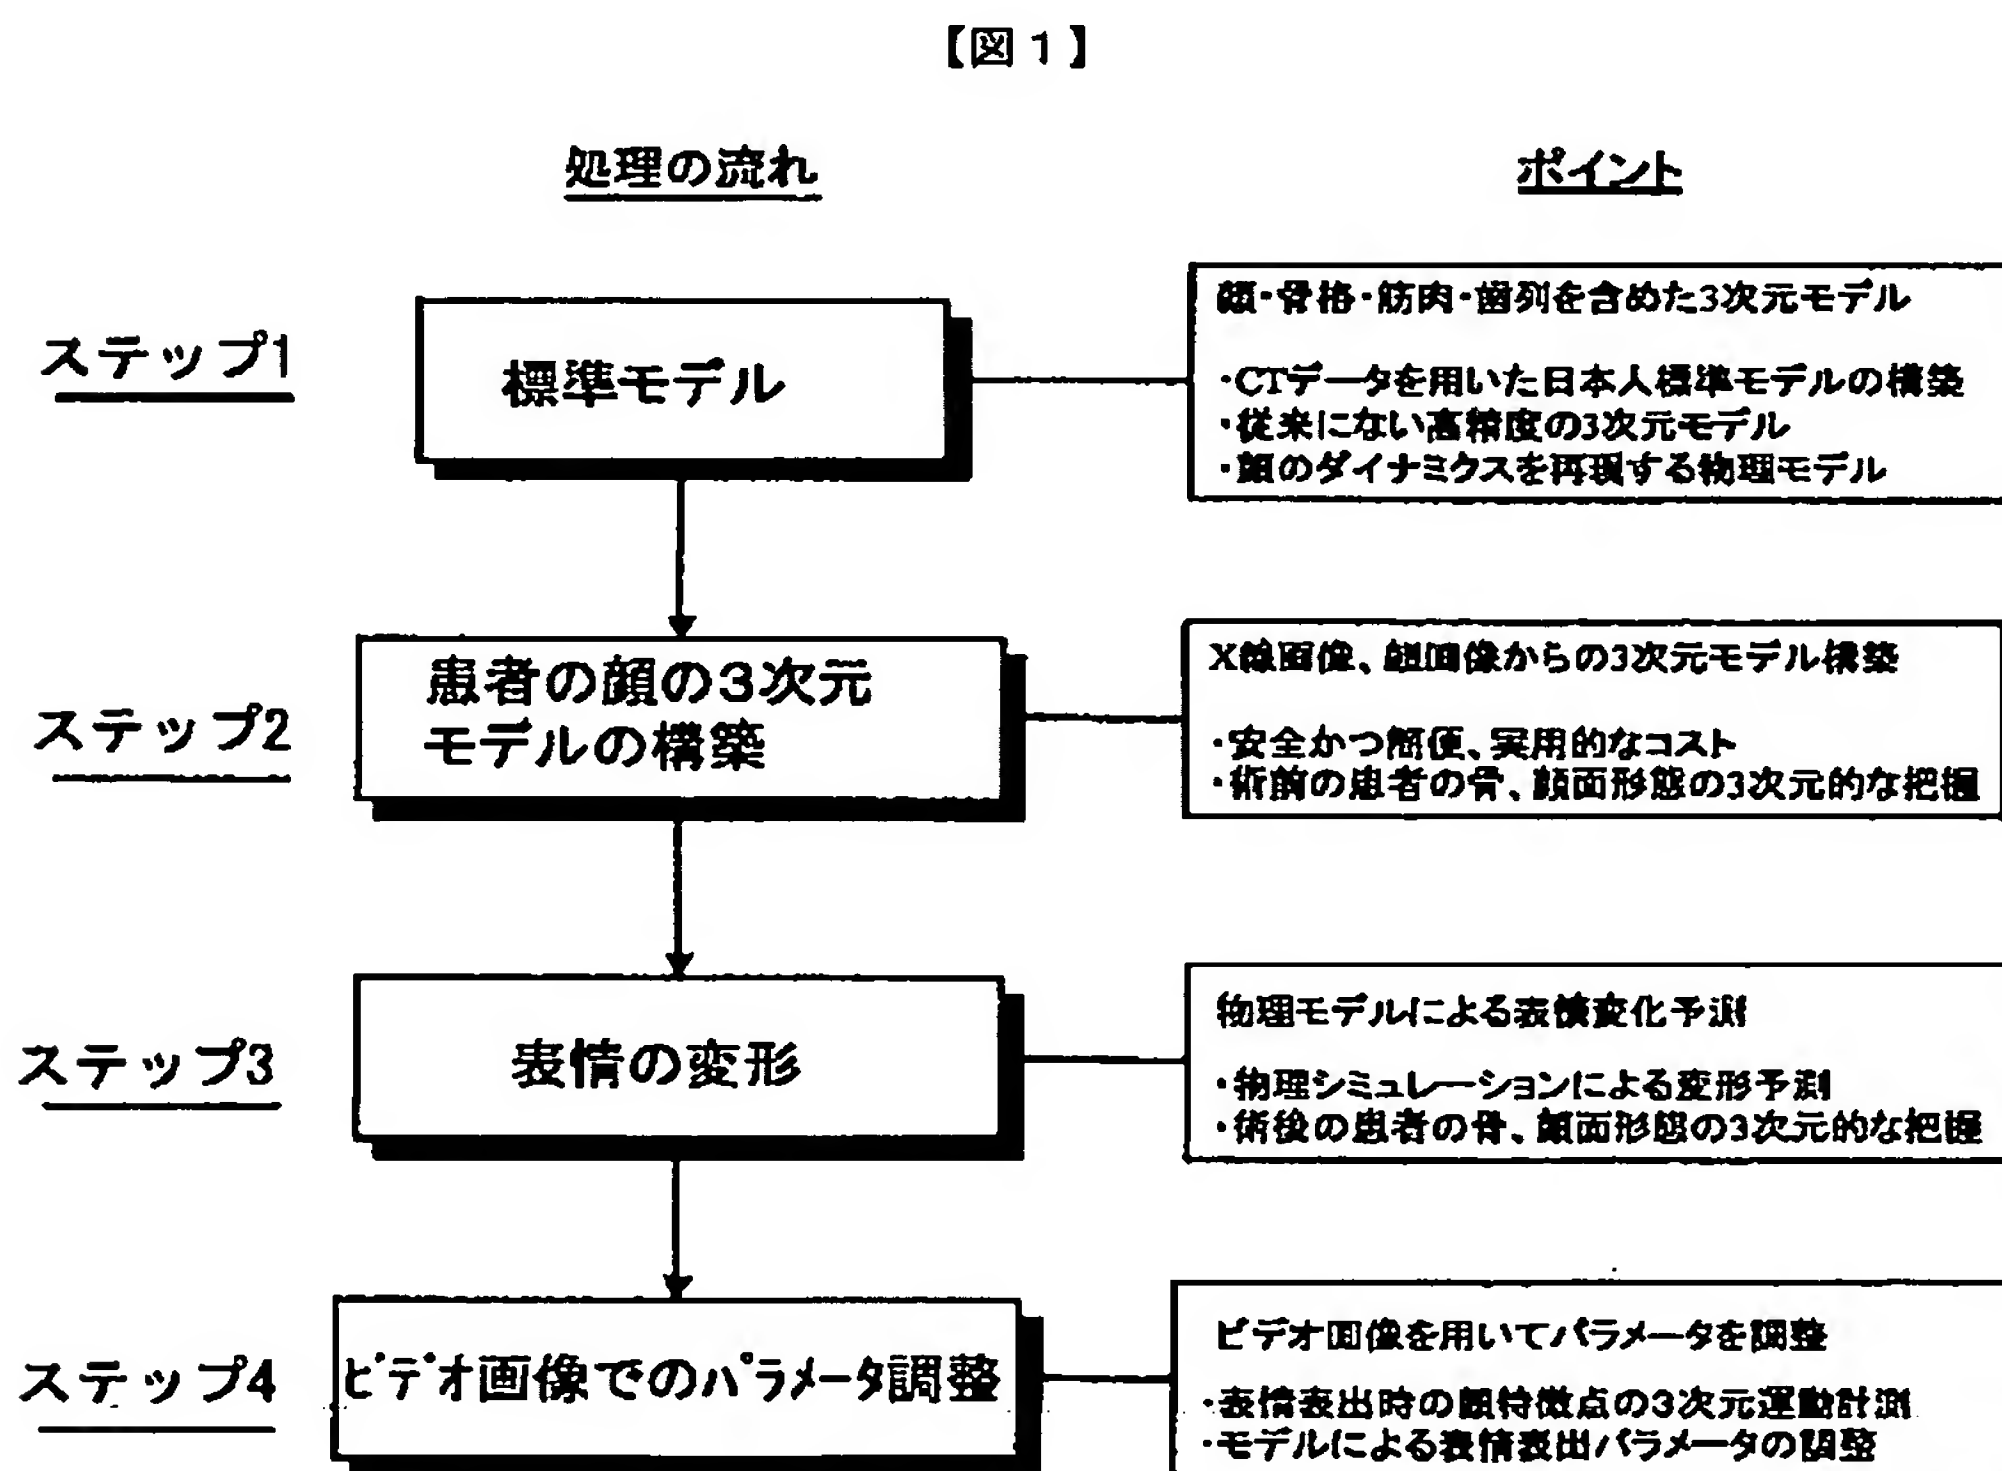 【図１】
処理の流れ
ポイント
ステップ1
標準モデル
顔・骨格・筋肉・歯列を含めた3次元モデル
・CTデータを用いた日本人標準モデルの構築
・従来にない高精度の3次元モデル
・顔のダイナミクスを再現する物理モデル
ステップ2
患者の顔の３次元
モデルの構築
X線画像、顔画像からの3次元モデル構築
・安全かつ簡便、実用的なコスト
・術前の患者の骨、顔面形態の3次元的な把握
ステップ3
表情の変形
物理モデルによる表情変化予測
・物理シミュレーションによる変形予測
・術後の患者の骨、顔面形態の3次元的な把握
ステップ4
ﾋﾞﾃﾞｵ画像でのﾊﾟﾗﾒｰﾀ調整
ビデオ画像を用いてパラメータを調整
・表情表出時の顔特徴点の3次元運動計測
・モデルによる表情表出パラメータの調整